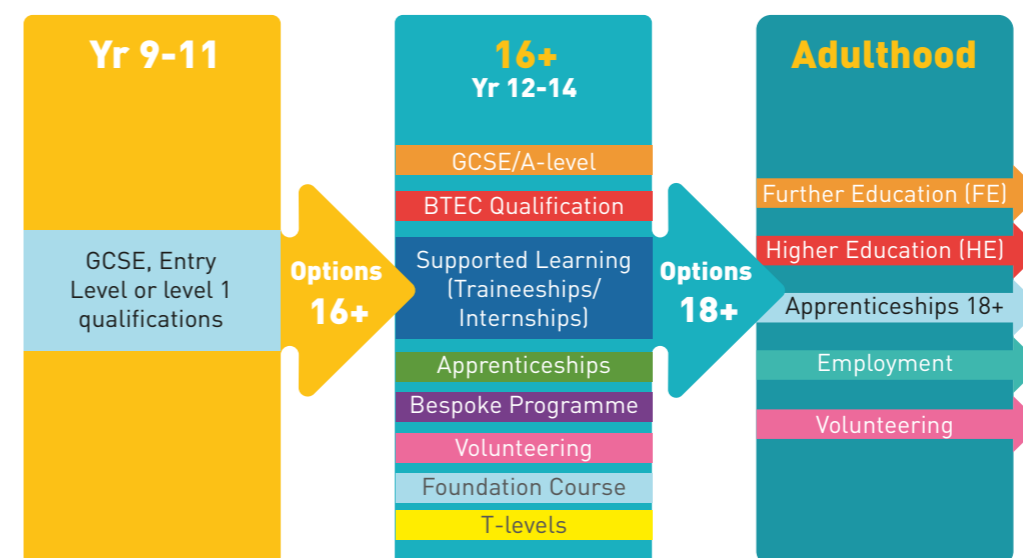 Yr 9-11
GCSE, Entry
Level or level 1
qualifications
Options
16+
16+
Yr 12-14
GCSE/A-level
BTEC Qualification
Supported Learning
(Traineeships/
Internships)
Apprenticeships
Bespoke Programme
Volunteering
Foundation Course
T-levels
Options
18+
Adulthood
Further Education (FE)
Higher Education (HE)
Apprenticeships 18+
Employment
Volunteering